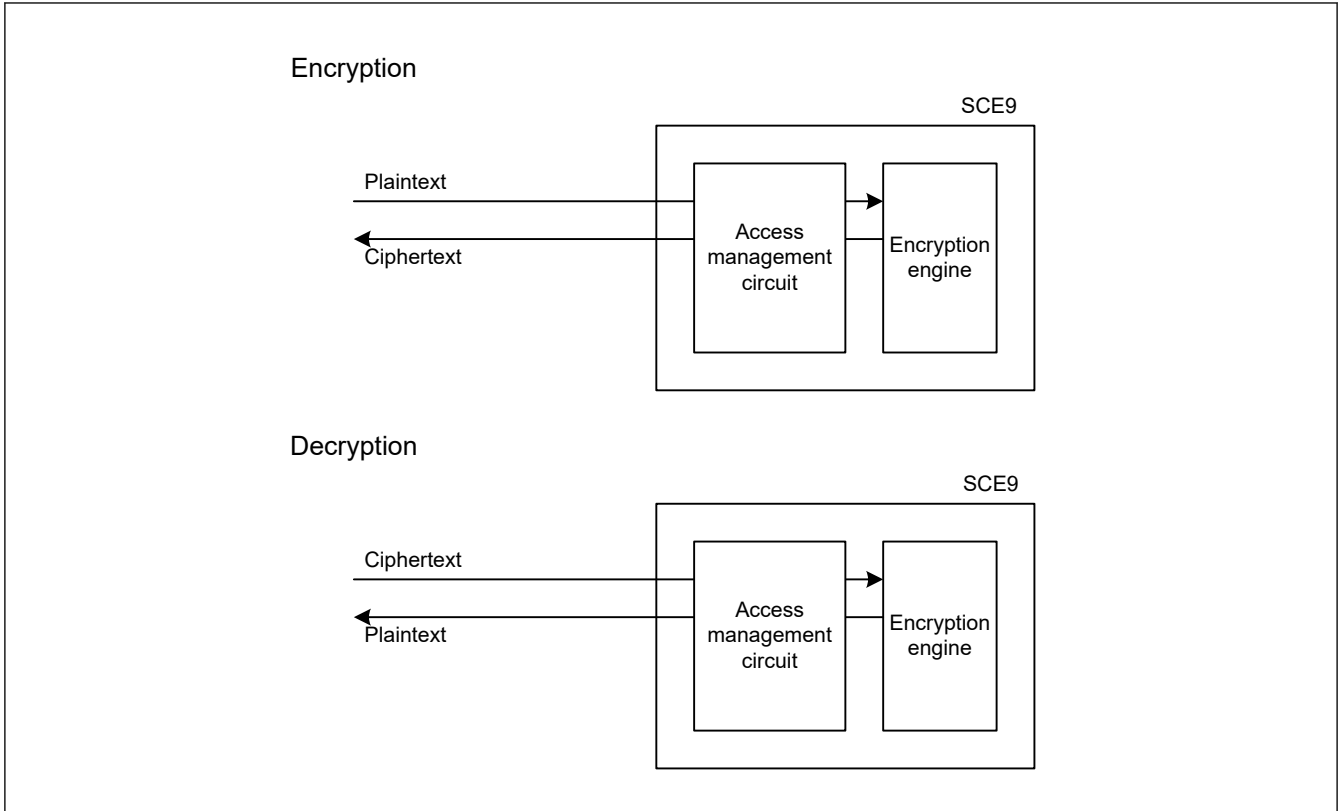 Encryption
SCE9
Plaintext
Ciphertext
Access
management
circuit
Encryption
engine
Decryption
SCE9
Ciphertext
Plaintext
Access
management
circuit
Encryption
engine